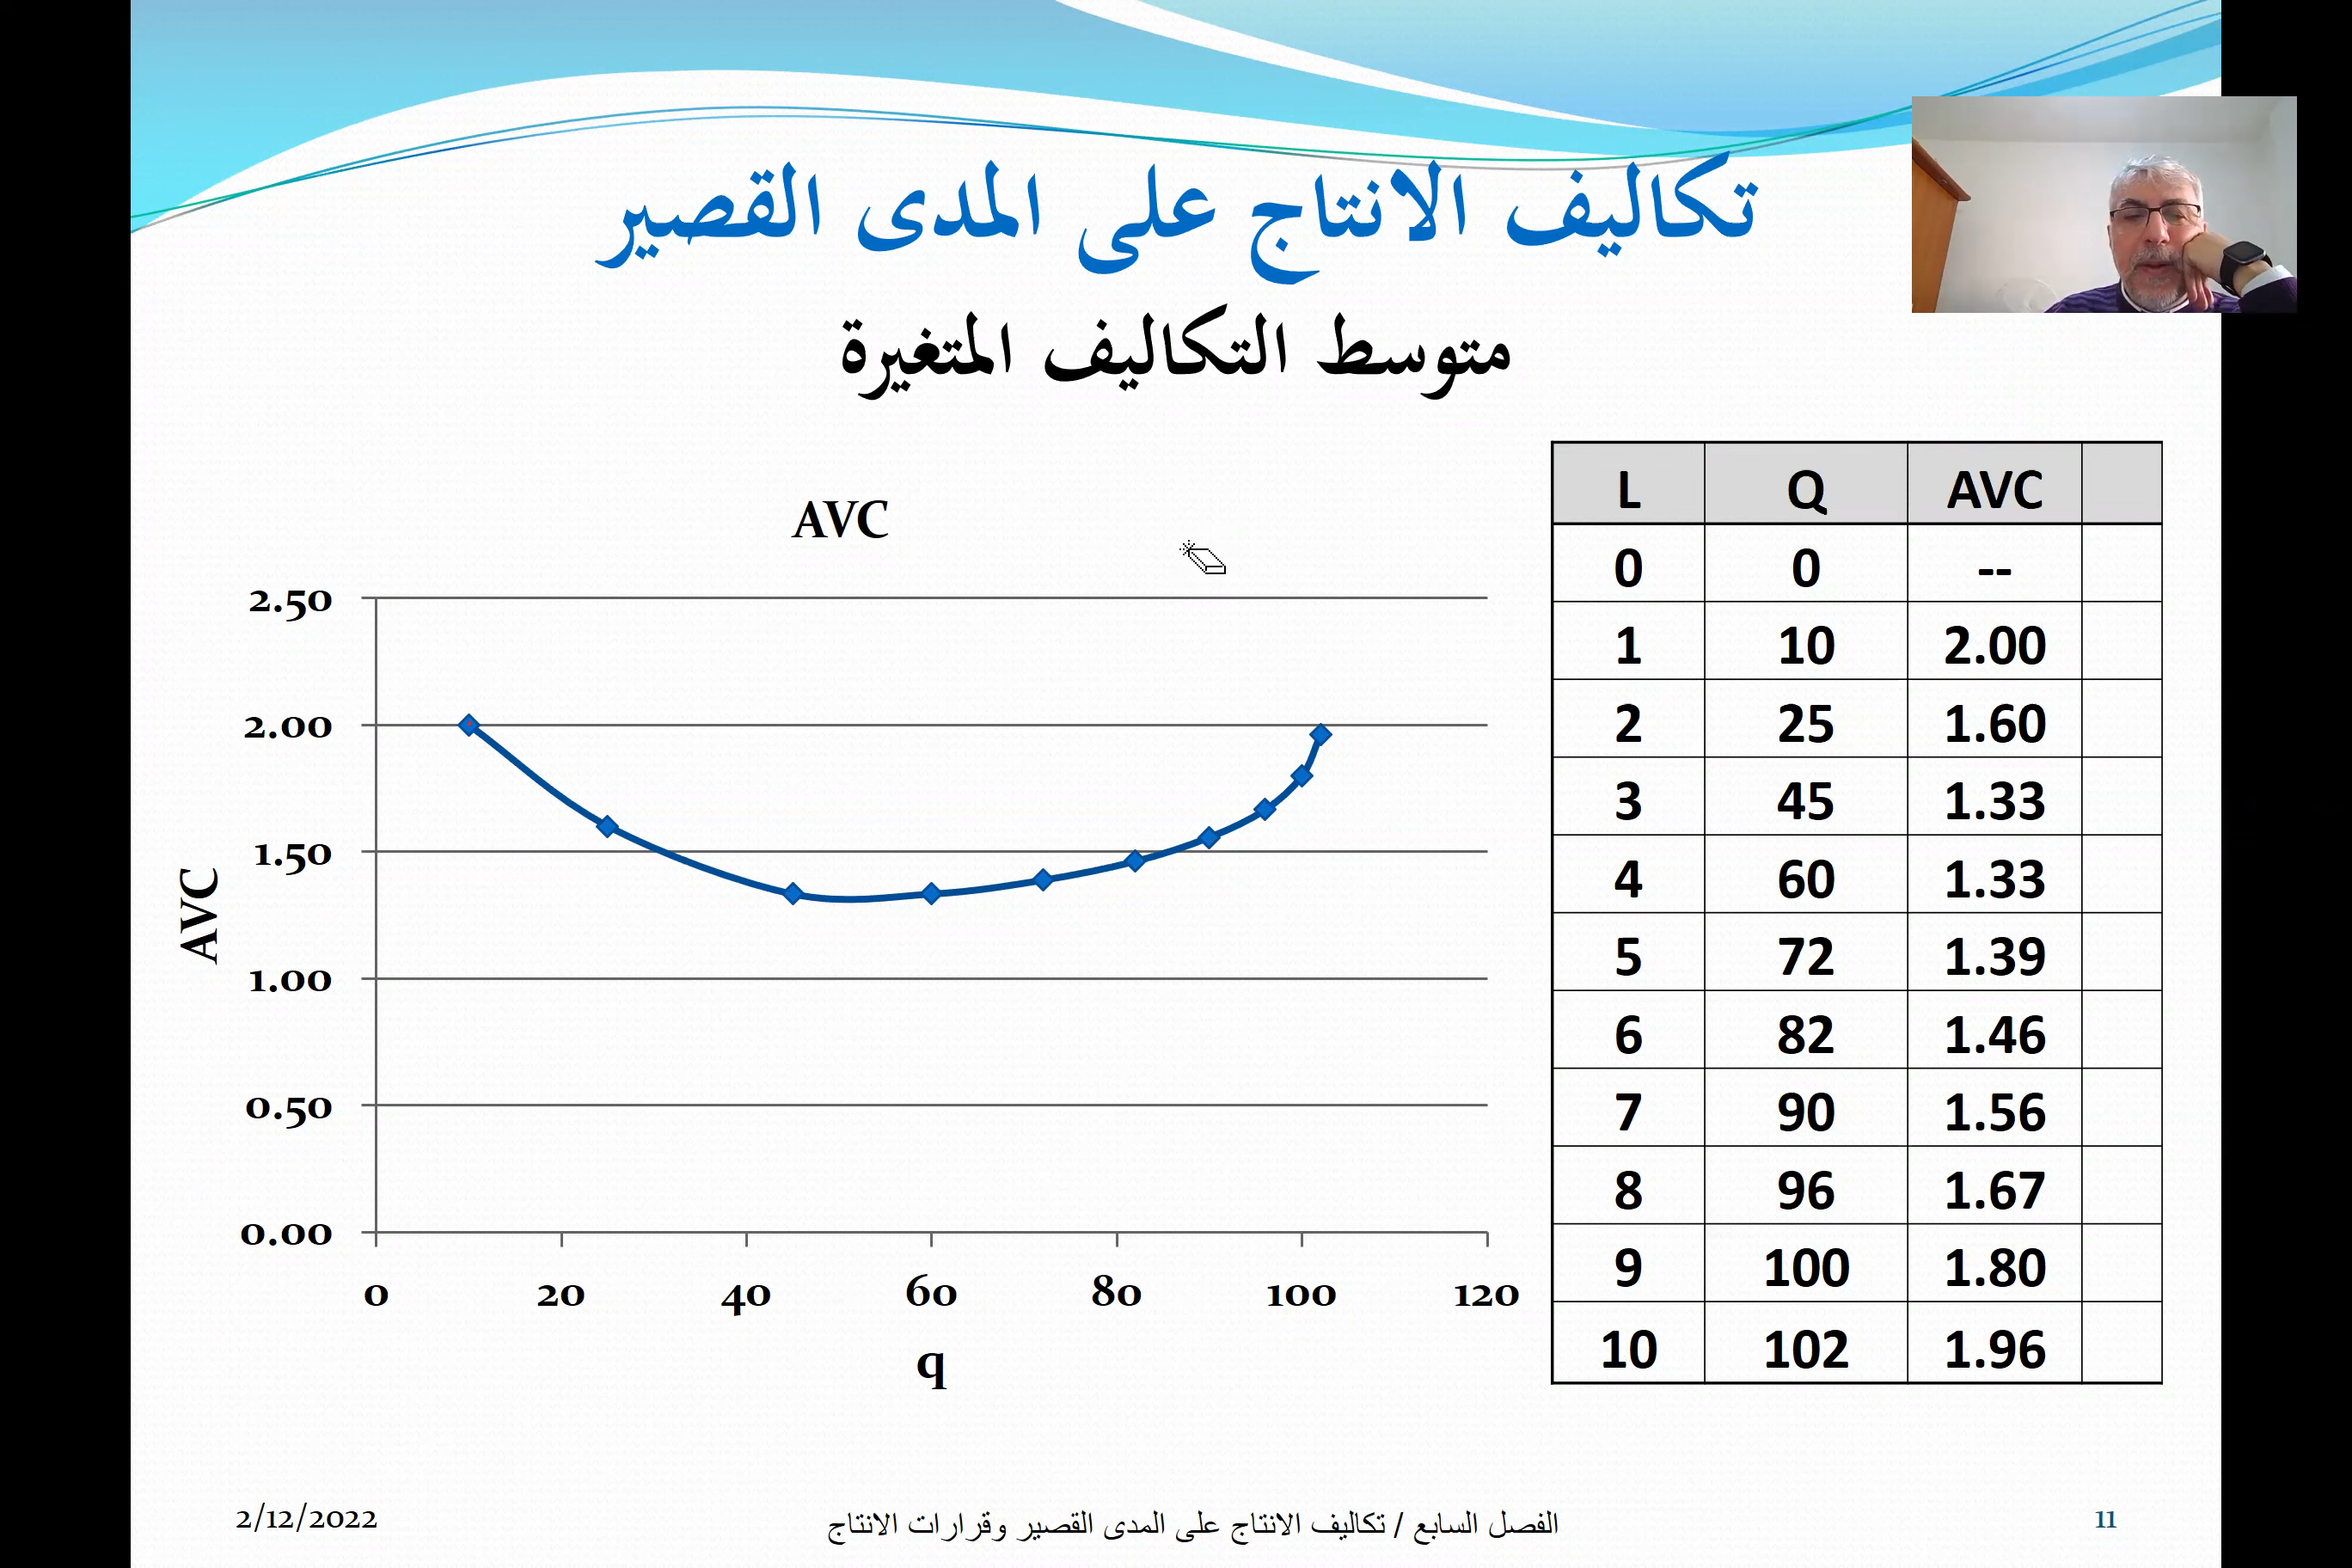 تكاليف الانتاج على المدى القصير
متوسط التكاليف المتغيرة
AVC
2.50
2.00
1.50
1.00
0.50
0.00
AVC
0 20 40 60 80 100 120
q
L Q AVC
0 0 --
1 10 2.00
2 25 1.60
3 45 1.33
4 60 1.33
5 72 1.39
6 82 1.46
7 90 1.56
8 96 1.67
9 100 1.80
10 102 1.96
2/12/2022
الفصل السابع / تكاليف الانتاج على المدى القصير وقرارات الانتاج
11